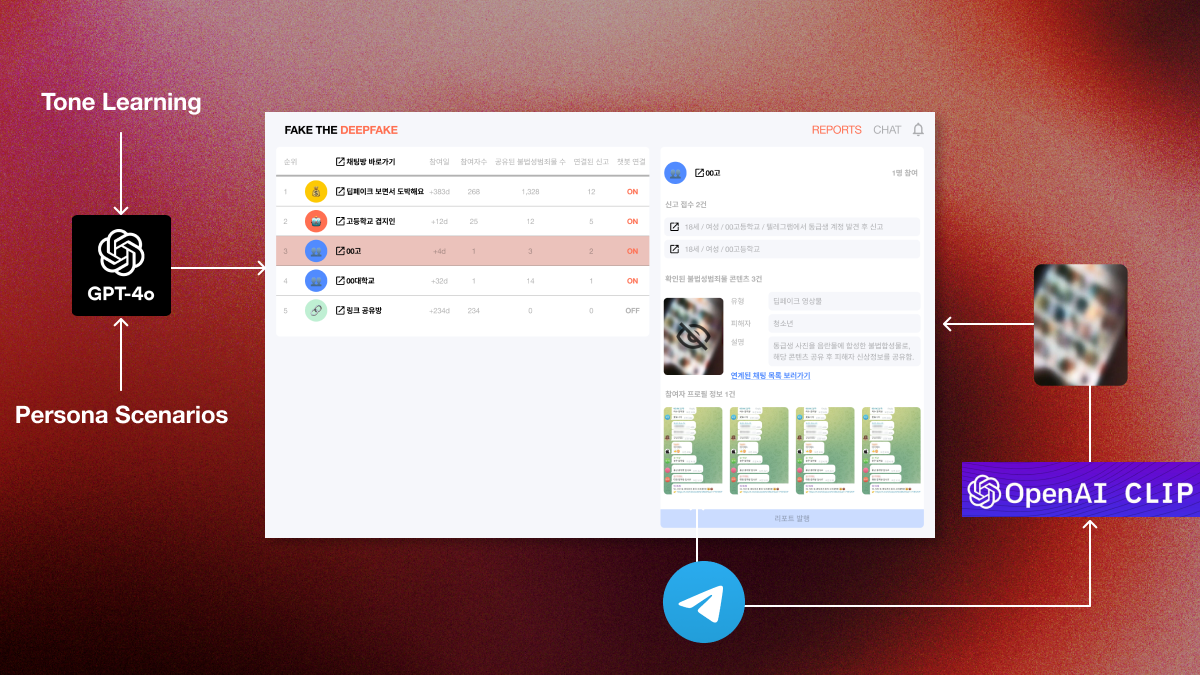 Tone Learning
GPT-4o
Persona Scenarios
FAKE THE DEEPFAKE
REPORTS CHAT
순위 채팅방 바로가기 참여일 참여자수 공유된 불법성범죄물 수 연결된 신고 챗봇 연결
1 딥페이크 보면서 도박해요 +383d 268 1,328 12 ON
2 고등학교 겹지인 +12d 25 12 5 ON
3 00고 +4d 1 3 2 ON
4 00대학교 +32d 1 14 1 ON
5 링크 공유방 +234d 234 0 0 OFF
00고 1명 참여
신고 접수 2건
18세 / 여성 / 00고등학교 / 텔레그램에서 동급생 계정 발견 후 신고
18세 / 여성 / 00고등학교
확인된 불법성범죄물 콘텐츠 3건
유형 딥페이크 영상물
피해자 청소년
설명 동급생 사진을 음란물에 합성한 불법합성물로,
해당 콘텐츠 공유 후 피해자 신상정보를 공유함.
연계된 채팅 목록 보러가기
참여자 프로필 정보 1건
리포트 발행
OpenAI CLIP